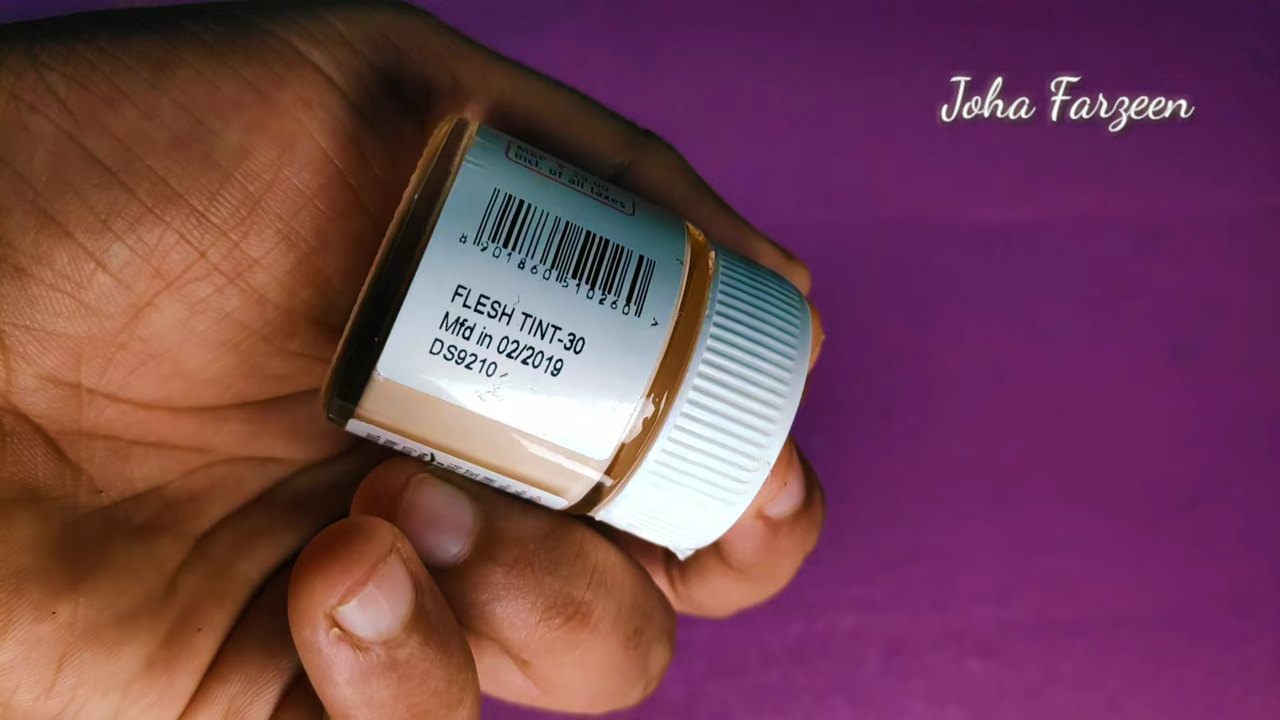 Joha Farzeen
incl. of all taxes
8 901860 510260 >
FLESH TINT-30
Mfd in 02/2019
DS9210